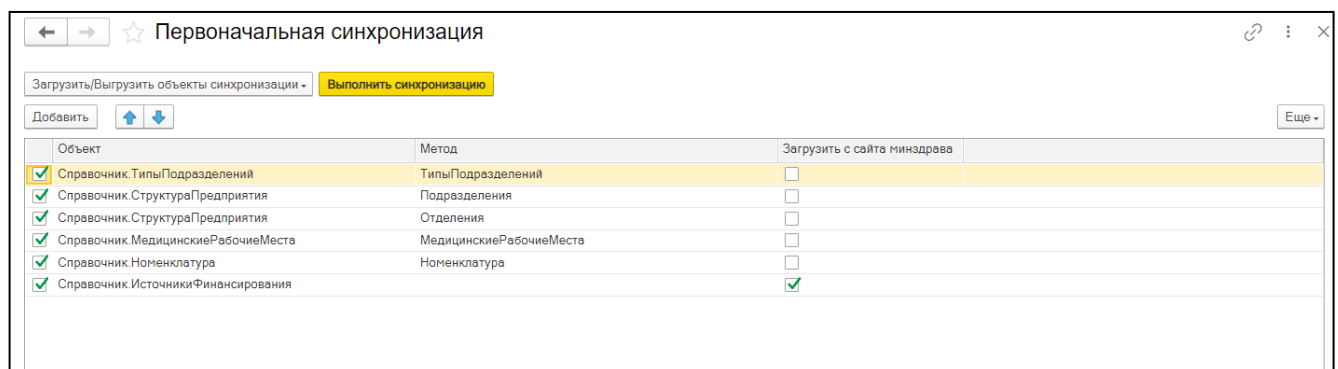 Первоначальная синхронизация
Загрузить/Выгрузить объекты синхронизации Выполнить синхронизацию
Добавить Еще
Объект Метод Загрузить с сайта минздрава
Справочник.ТипыПодразделений ТипыПодразделений
Справочник.СтруктураПредприятия Подразделения
Справочник.СтруктураПредприятия Отделения
Справочник.МедицинскиеРабочиеМеста МедицинскиеРабочиеМеста
Справочник.Номенклатура Номенклатура
Справочник.ИсточникиФинансирования